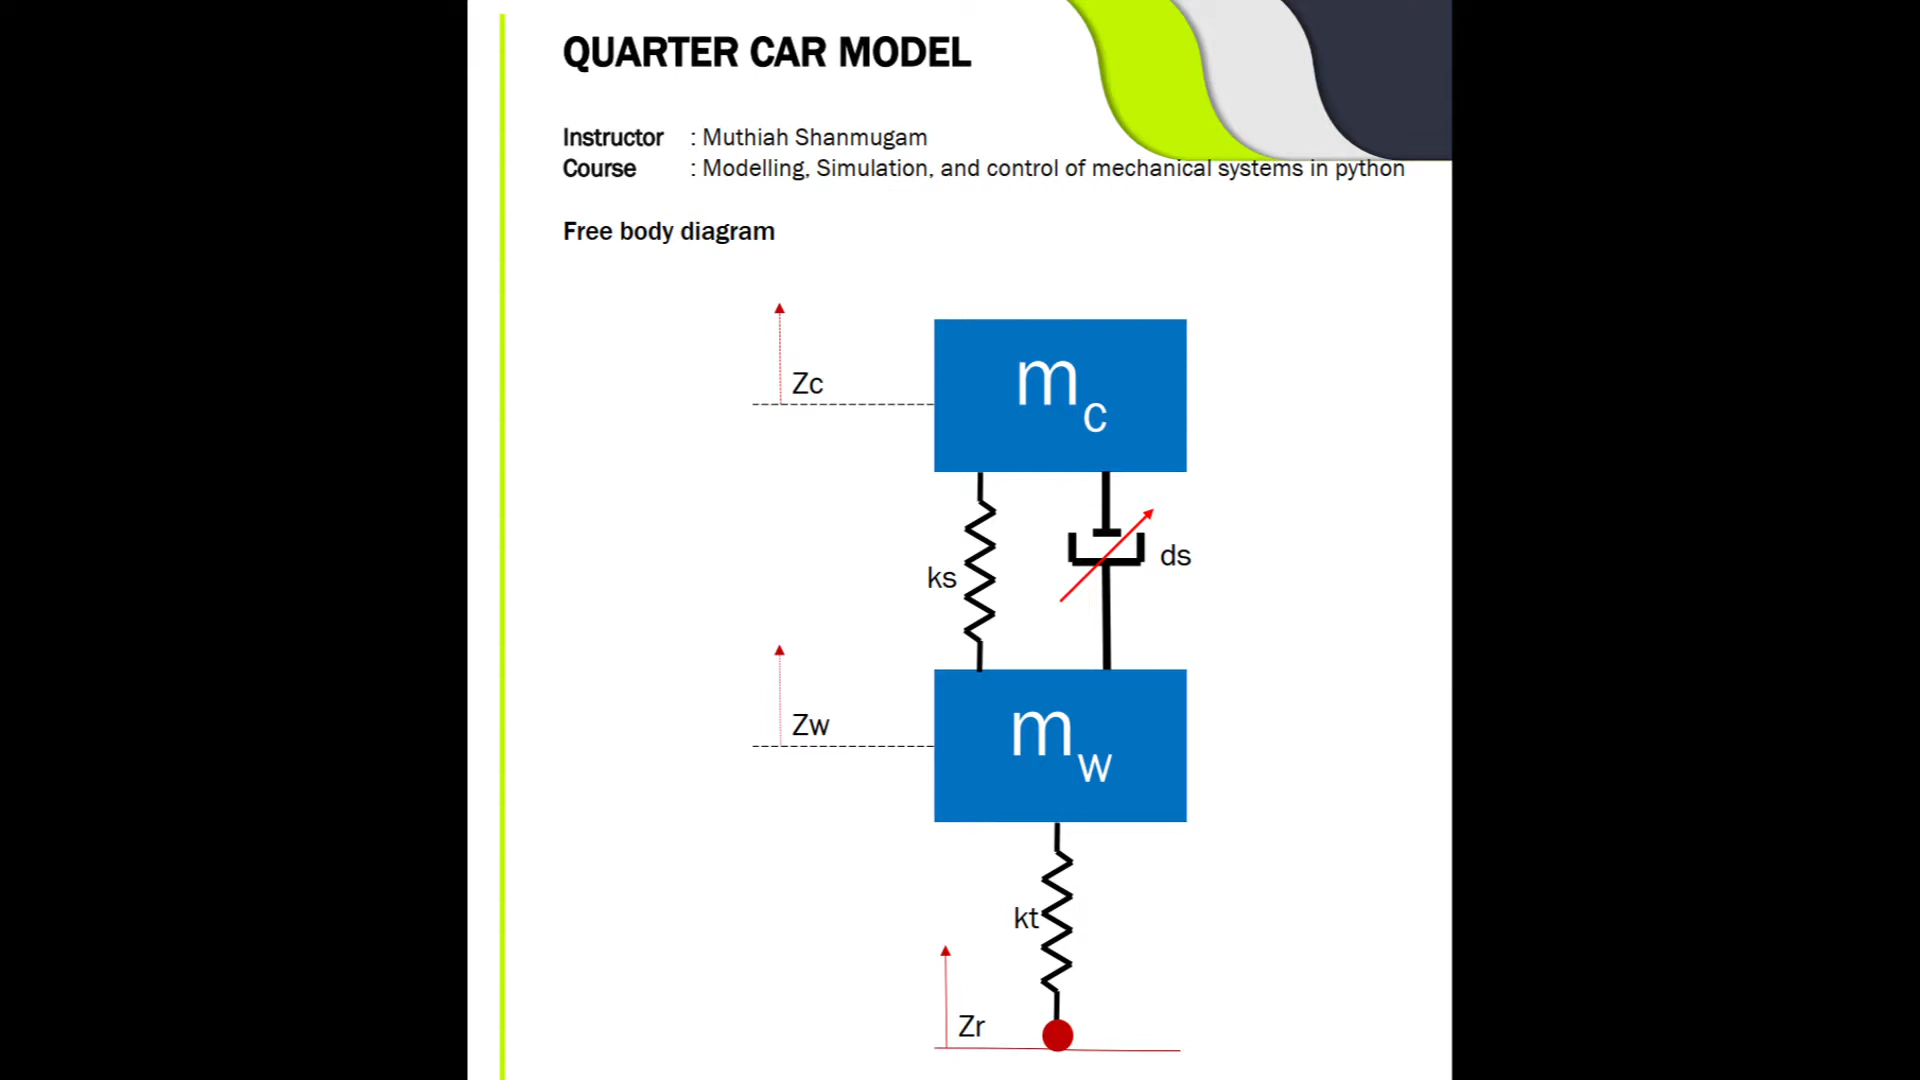 QUARTER CAR MODEL
Instructor : Muthiah Shanmugam
Course : Modelling, Simulation, and control of mechanical systems in python
Free body diagram
Zc
mc
ks
ds
Zw
mw
kt
Zr